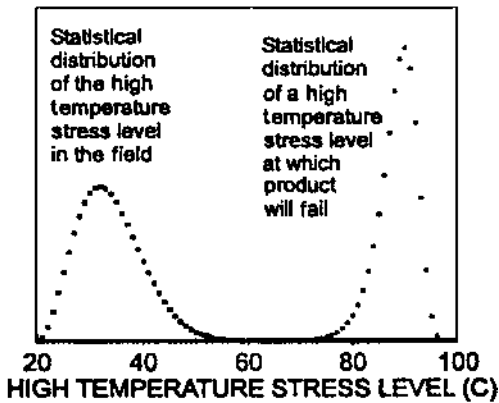 Statistical
distribution
of the high
temperature
stress level
in the field
Statistical
distribution
of a high
temperature
stress level
at which
product
will fail
20 40 60 80 100
HIGH TEMPERATURE STRESS LEVEL (C)